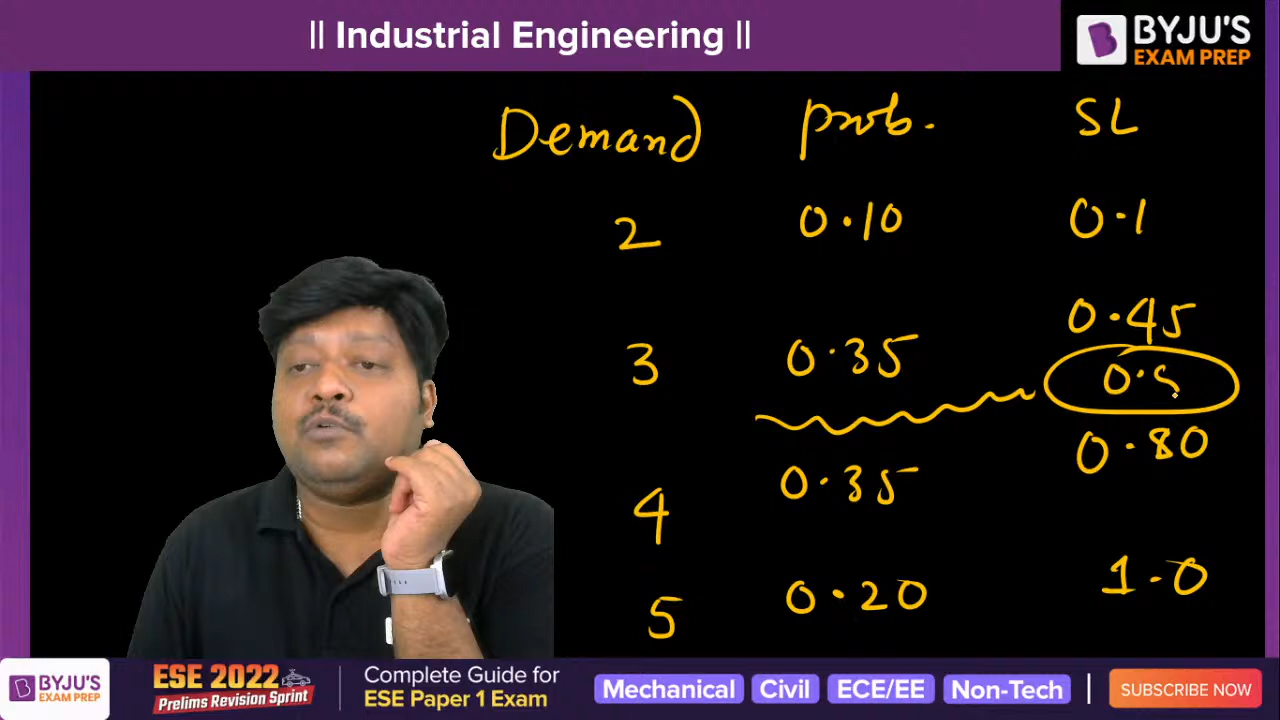 || Industrial Engineering ||
BYJU'S
EXAM PREP
Demand prob. SL
2 0.10 0.1
0.45
3 0.35
0.80
4 0.35
5 0.20 1.0
BYJU'S
EXAM PREP
ESE 2022
Prelims Revision Sprint
Complete Guide for
ESE Paper 1 Exam
Mechanical Civil ECE/EE Non-Tech
SUBSCRIBE NOW